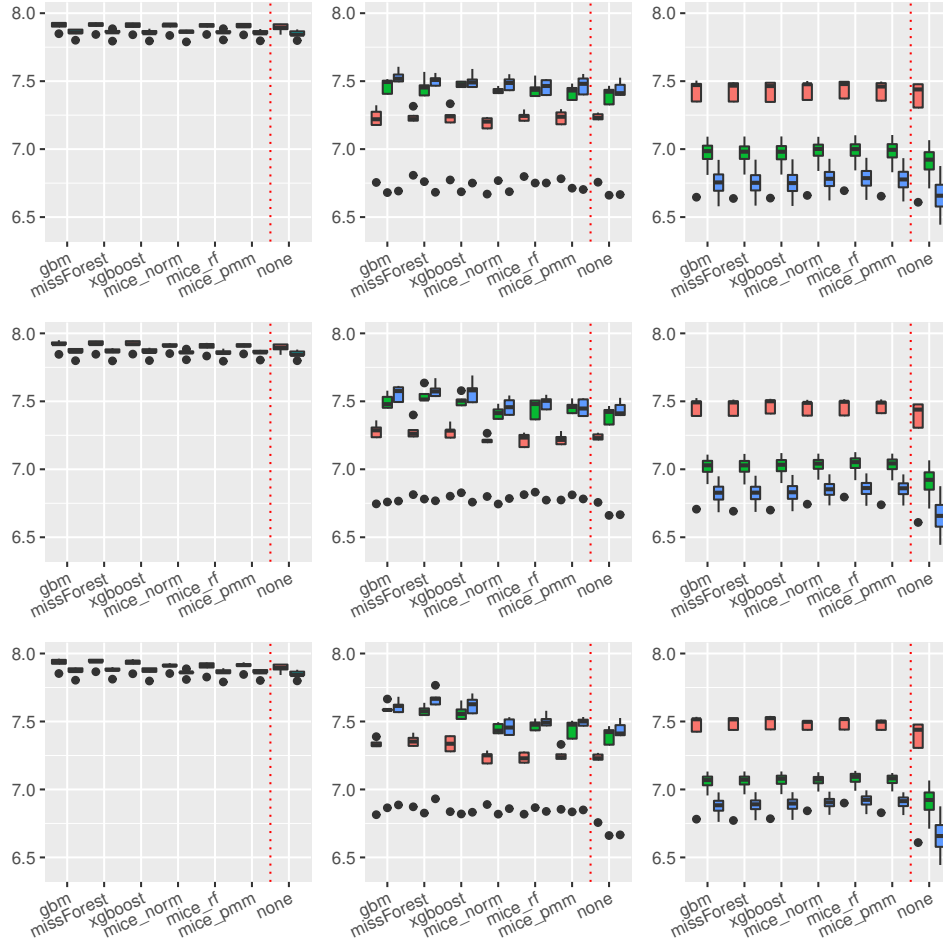 8.0
7.5
7.0
6.5
gbm
missForest
xgboost
mice_norm
mice_rf
mice_pmm
none
8.0
7.5
7.0
6.5
gbm
missForest
xgboost
mice_norm
mice_rf
mice_pmm
none
8.0
7.5
7.0
6.5
gbm
missForest
xgboost
mice_norm
mice_rf
mice_pmm
none
8.0
7.5
7.0
6.5
gbm
missForest
xgboost
mice_norm
mice_rf
mice_pmm
none
8.0
7.5
7.0
6.5
gbm
missForest
xgboost
mice_norm
mice_rf
mice_pmm
none
8.0
7.5
7.0
6.5
gbm
missForest
xgboost
mice_norm
mice_rf
mice_pmm
none
8.0
7.5
7.0
6.5
gbm
missForest
xgboost
mice_norm
mice_rf
mice_pmm
none
8.0
7.5
7.0
6.5
gbm
missForest
xgboost
mice_norm
mice_rf
mice_pmm
none
8.0
7.5
7.0
6.5
gbm
missForest
xgboost
mice_norm
mice_rf
mice_pmm
none